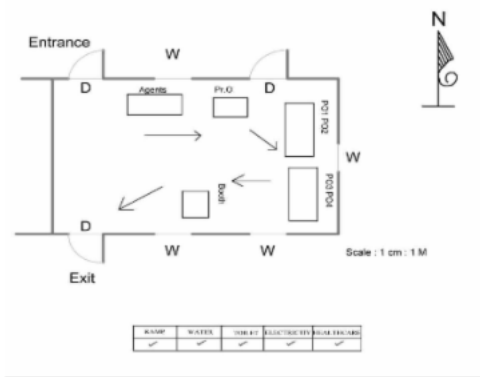 N
Entrance
W
D
Agents
Pr.O
D
PO1 PO2
W
PO3 PO4
Booth
D
W
W
Scale : 1 cm : 1 M
Exit
RAMP WATER TOILET ELECTRICITY HEALTHCARE
✓ ✓ ✓ ✓ ✓